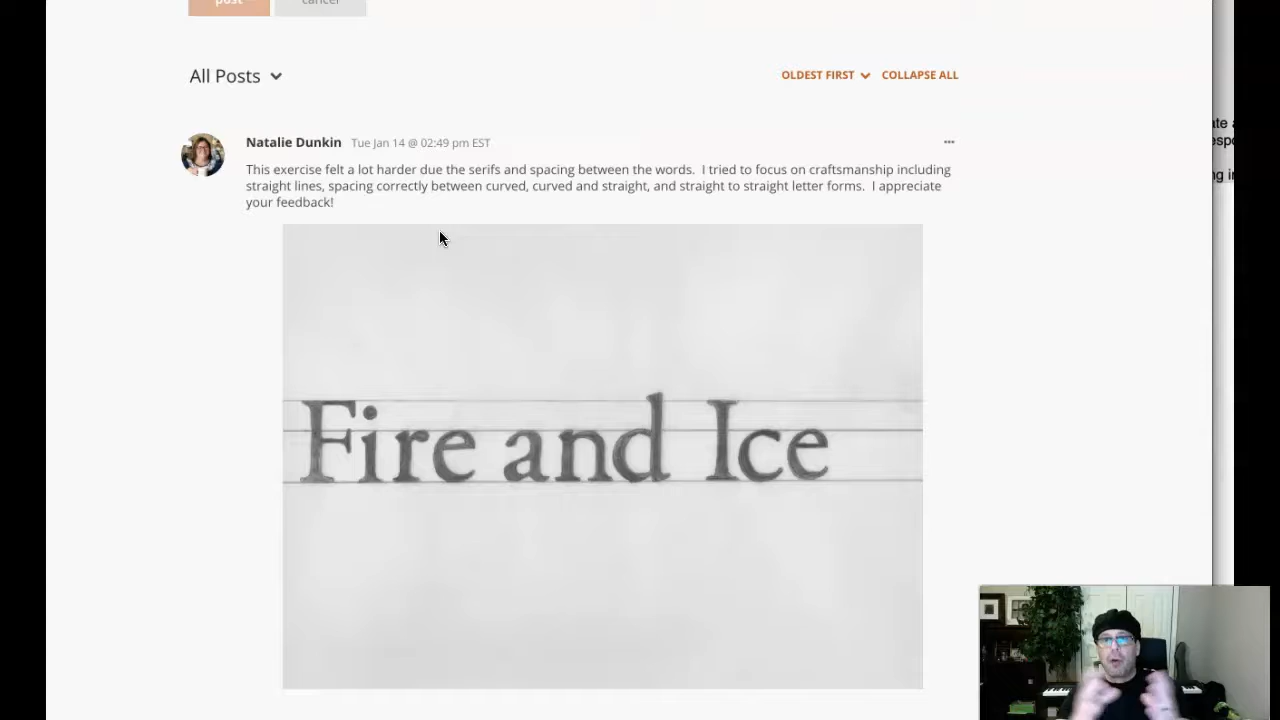 post
cancel
All Posts
OLDEST FIRST COLLAPSE ALL
Natalie Dunkin Tue Jan 14 @ 02:49 pm EST
This exercise felt a lot harder due the serifs and spacing between the words. I tried to focus on craftsmanship including
straight lines, spacing correctly between curved, curved and straight, and straight to straight letter forms. I appreciate
your feedback!
Fire and Ice